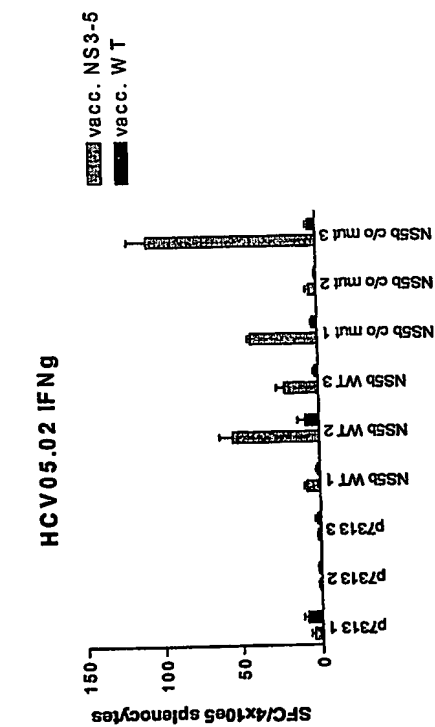 HCV05.02 IFNg
vacc. NS3-5
vacc. WT
SFC/4x10e5 splenocytes
150
100
50
0
p7313 1
p7313 2
p7313 3
NS5b WT 1
NS5b WT 2
NS5b WT 3
NS5b c/o mut 1
NS5b c/o mut 2
NS5b c/o mut 3